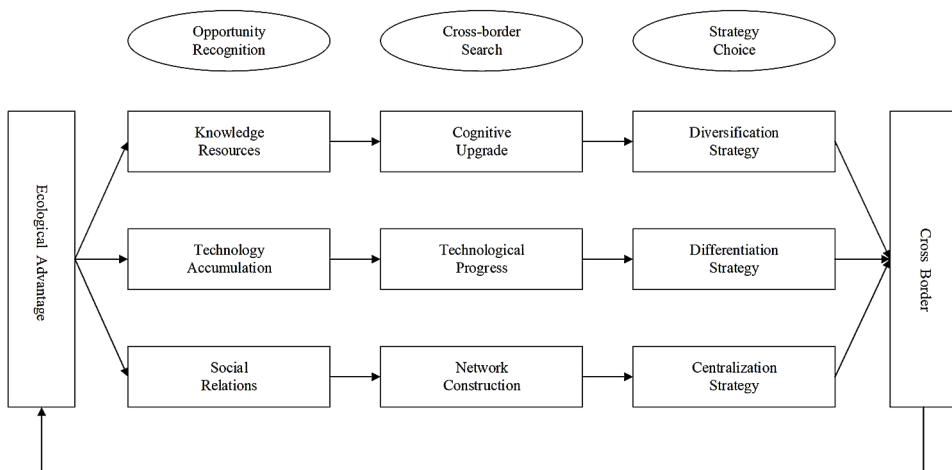 Opportunity
Recognition
Cross-border
Search
Strategy
Choice
Ecological Advantage
Knowledge
Resources
Cognitive
Upgrade
Diversification
Strategy
Technology
Accumulation
Technological
Progress
Differentiation
Strategy
Social
Relations
Network
Construction
Centralization
Strategy
Cross Border